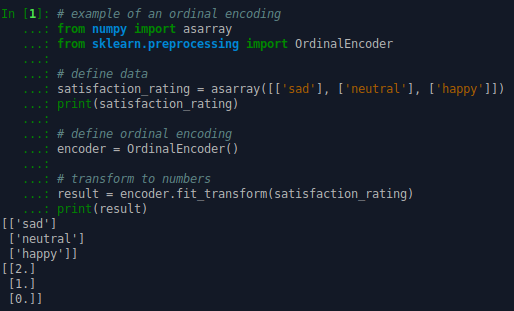 In [1]: # example of an ordinal encoding
   ...: from numpy import asarray
   ...: from sklearn.preprocessing import OrdinalEncoder
   ...:
   ...: # define data
   ...: satisfaction_rating = asarray([['sad'], ['neutral'], ['happy']])
   ...: print(satisfaction_rating)
   ...:
   ...: # define ordinal encoding
   ...: encoder = OrdinalEncoder()
   ...:
   ...: # transform to numbers
   ...: result = encoder.fit_transform(satisfaction_rating)
   ...: print(result)
[['sad']
 ['neutral']
 ['happy']]
[[2.]
 [1.]
 [0.]]